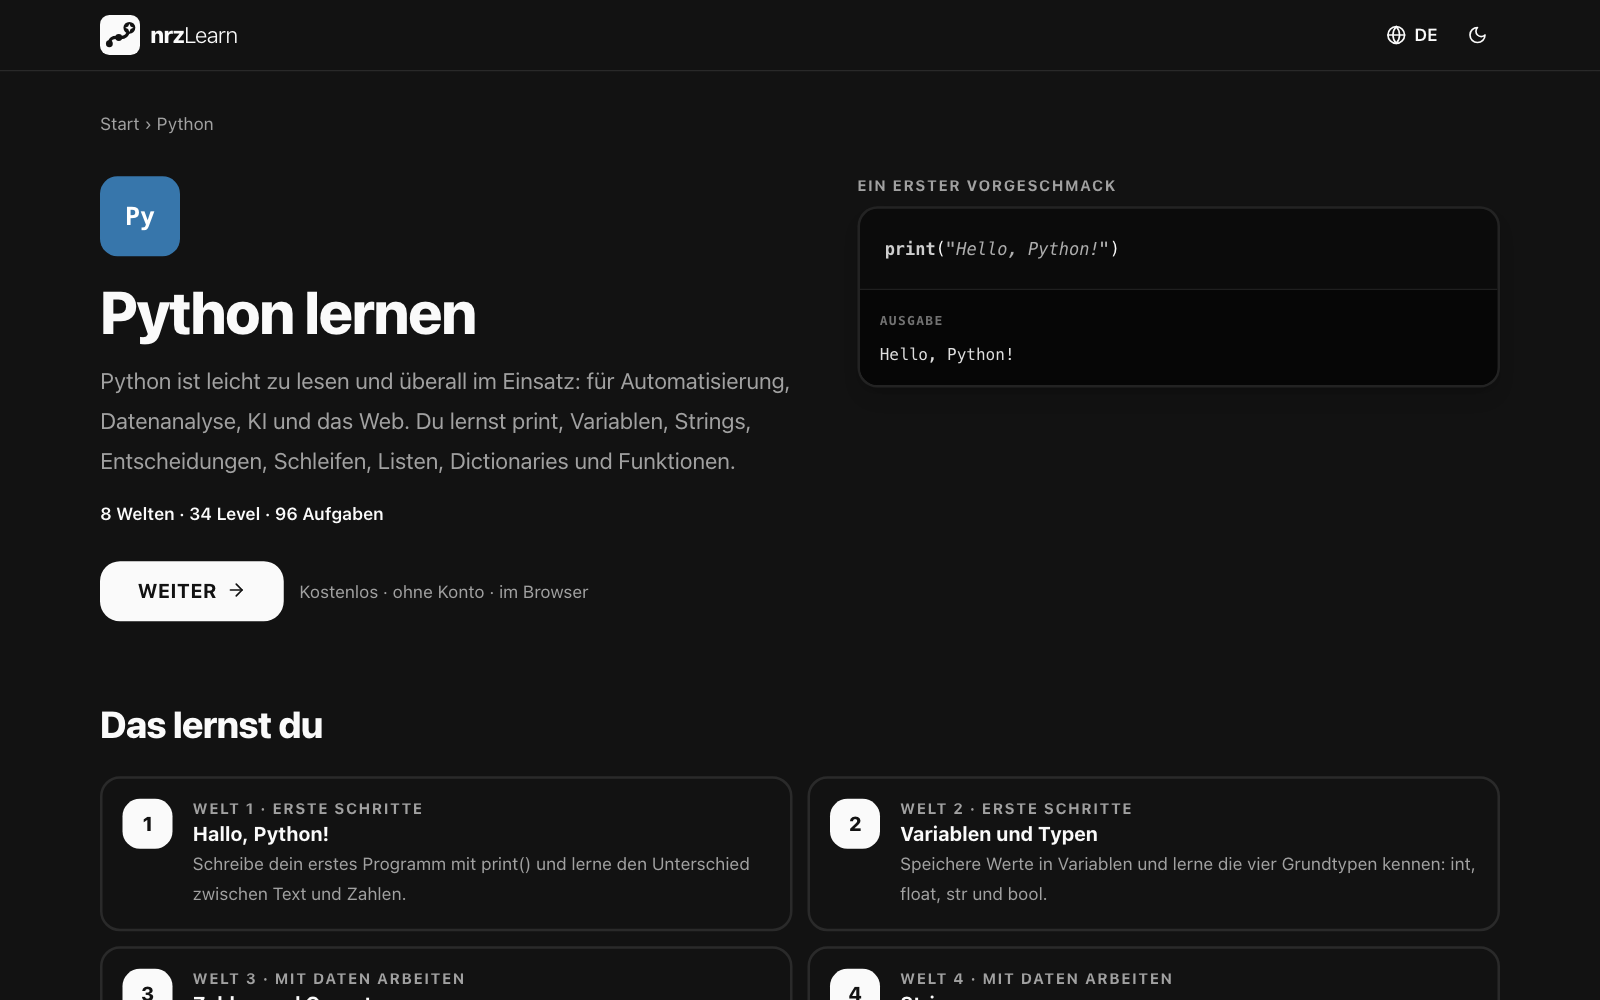 nrzLearn
DE
Start › Python
Py
Python lernen
Python ist leicht zu lesen und überall im Einsatz: für Automatisierung,
Datenanalyse, KI und das Web. Du lernst print, Variablen, Strings,
Entscheidungen, Schleifen, Listen, Dictionaries und Funktionen.
8 Welten · 34 Level · 96 Aufgaben
WEITER →
Kostenlos · ohne Konto · im Browser
EIN ERSTER VORGESCHMACK
print("Hello, Python!")
AUSGABE
Hello, Python!
Das lernst du
1
WELT 1 · ERSTE SCHRITTE
Hallo, Python!
Schreibe dein erstes Programm mit print() und lerne den Unterschied
zwischen Text und Zahlen.
2
WELT 2 · ERSTE SCHRITTE
Variablen und Typen
Speichere Werte in Variablen und lerne die vier Grundtypen kennen: int,
float, str und bool.
3
WELT 3 · MIT DATEN ARBEITEN
4
WELT 4 · MIT DATEN ARBEITEN